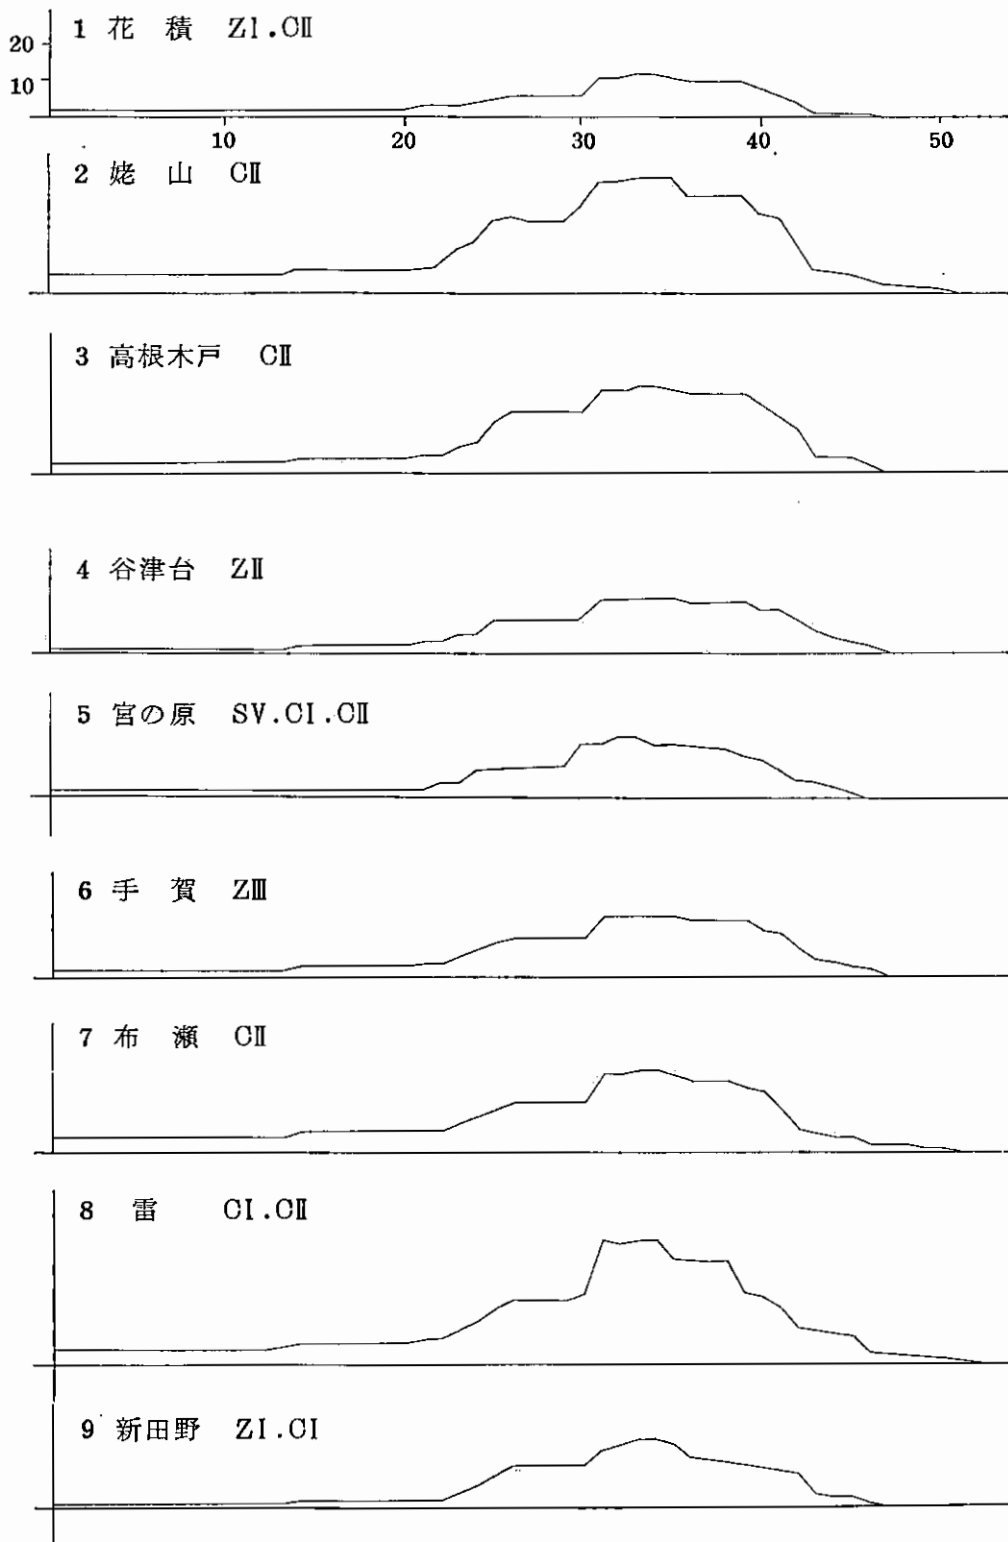 1 花 積 ZI.CⅡ
20
10
10 20 30 40 50
2 姥 山 CⅡ
3 高根木戸 CⅡ
4 谷津台 ZⅡ
5 宮の原 SV.CI.CⅡ
6 手 賀 ZⅢ
7 布 瀬 CⅡ
8 雷 CI.CⅡ
9 新田野 ZI.CI